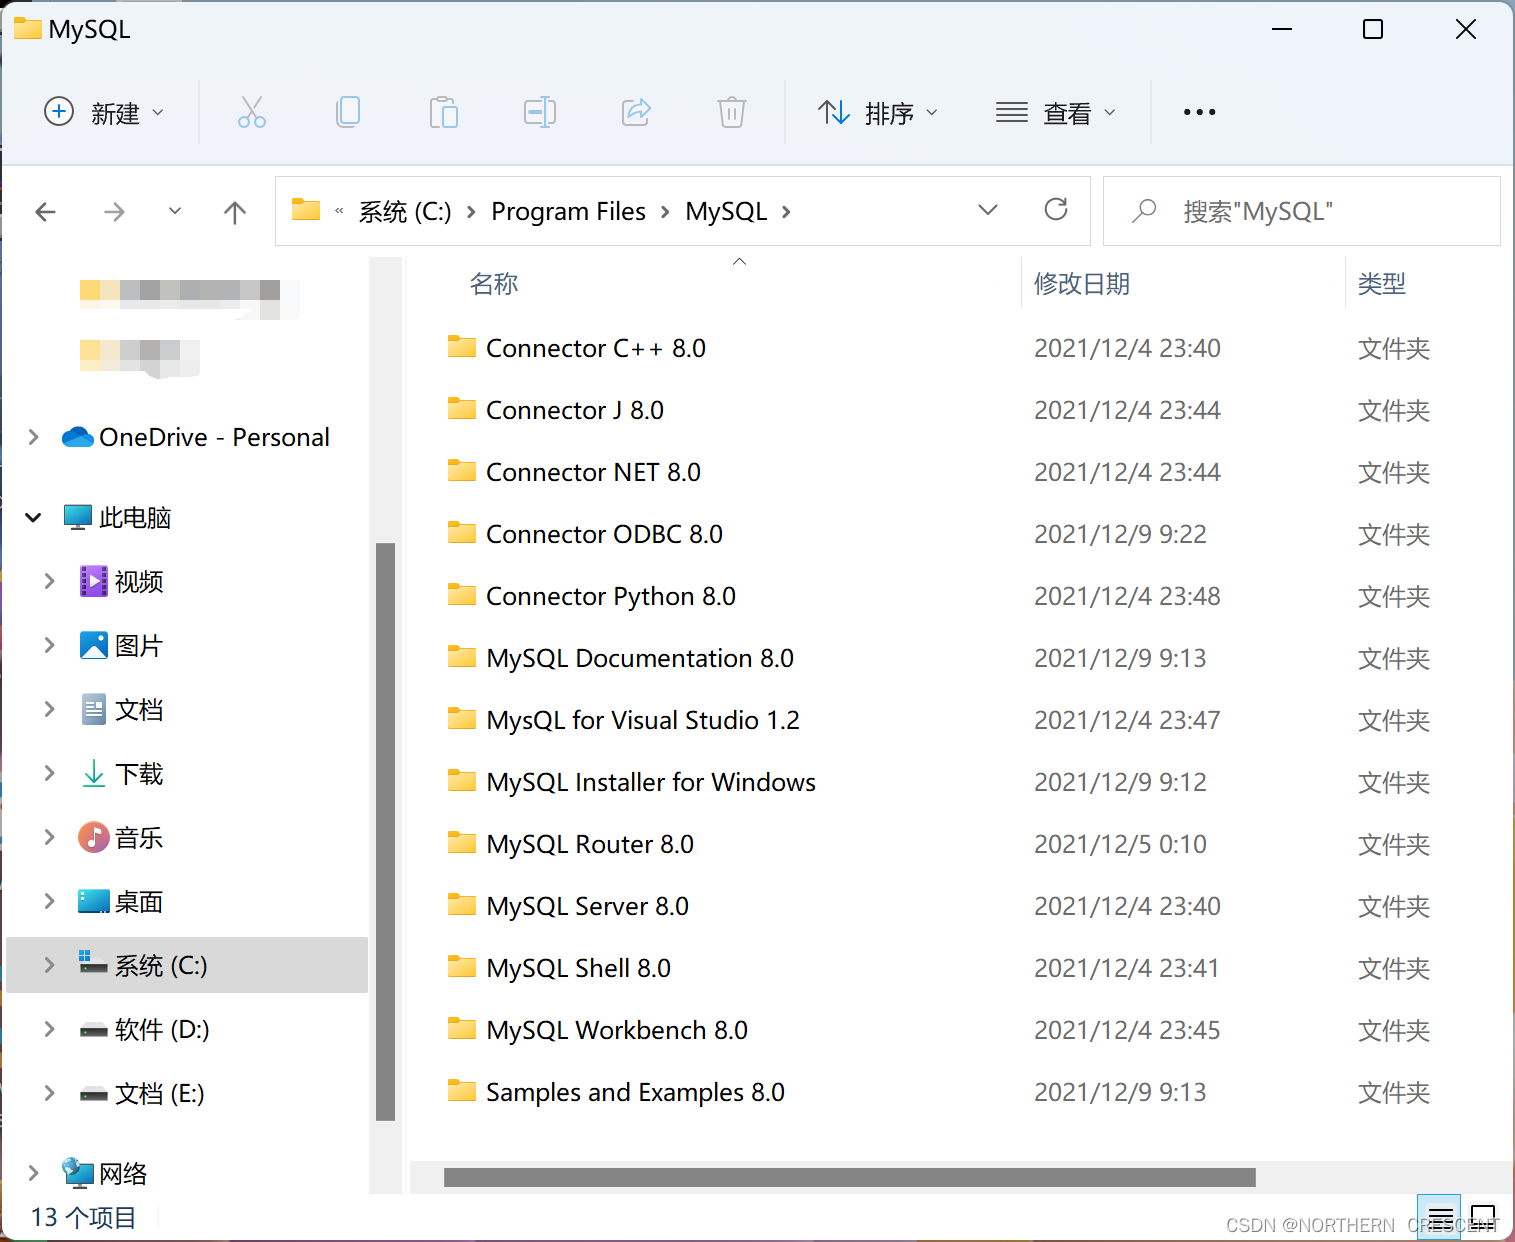 MySQL
新建
排序
查看
« 系统 (C:) › Program Files › MySQL ›
搜索"MySQL"
名称 修改日期 类型
OneDrive - Personal
此电脑
视频
图片
文档
下载
音乐
桌面
系统 (C:)
软件 (D:)
文档 (E:)
网络
Connector C++ 8.0 2021/12/4 23:40 文件夹
Connector J 8.0 2021/12/4 23:44 文件夹
Connector NET 8.0 2021/12/4 23:44 文件夹
Connector ODBC 8.0 2021/12/9 9:22 文件夹
Connector Python 8.0 2021/12/4 23:48 文件夹
MySQL Documentation 8.0 2021/12/9 9:13 文件夹
MysQL for Visual Studio 1.2 2021/12/4 23:47 文件夹
MySQL Installer for Windows 2021/12/9 9:12 文件夹
MySQL Router 8.0 2021/12/5 0:10 文件夹
MySQL Server 8.0 2021/12/4 23:40 文件夹
MySQL Shell 8.0 2021/12/4 23:41 文件夹
MySQL Workbench 8.0 2021/12/4 23:45 文件夹
Samples and Examples 8.0 2021/12/9 9:13 文件夹
13 个项目
CSDN @NORTHERN CRESCENT